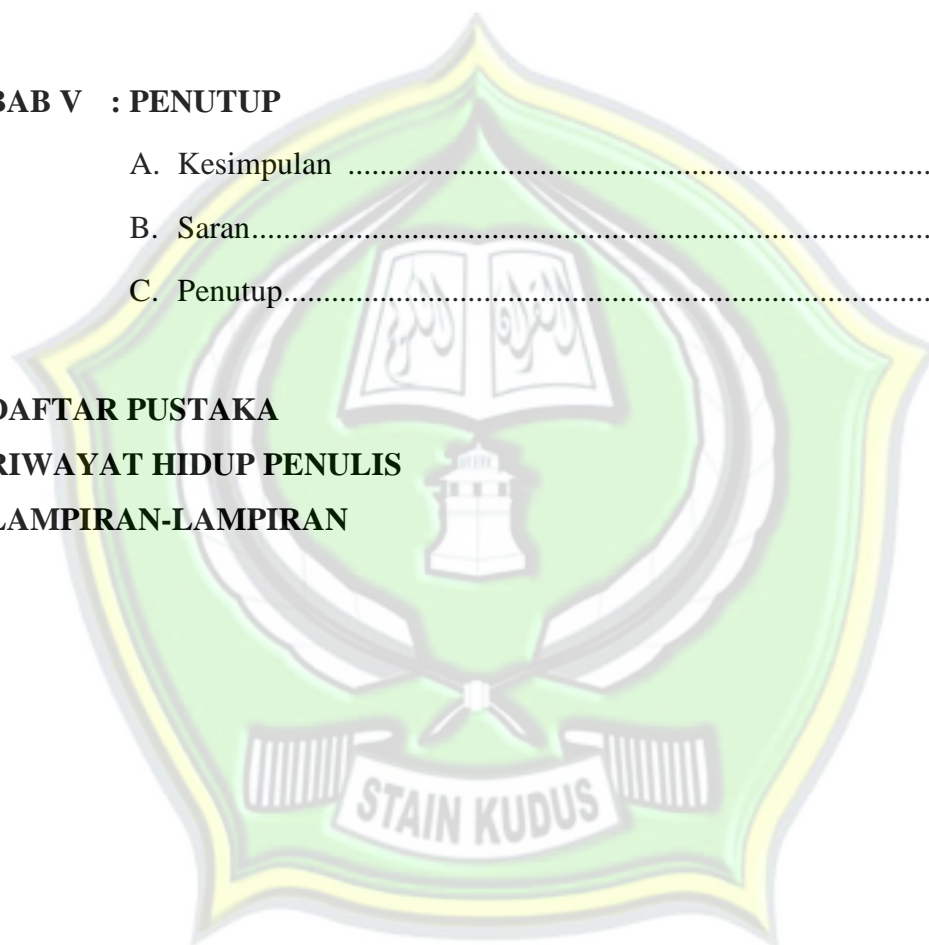 BAB V : PENUTUP
A. Kesimpulan ........................................................................
B. Saran....................................................................................
C. Penutup................................................................................
DAFTAR PUSTAKA
RIWAYAT HIDUP PENULIS
LAMPIRAN-LAMPIRAN
STAIN KUDUS